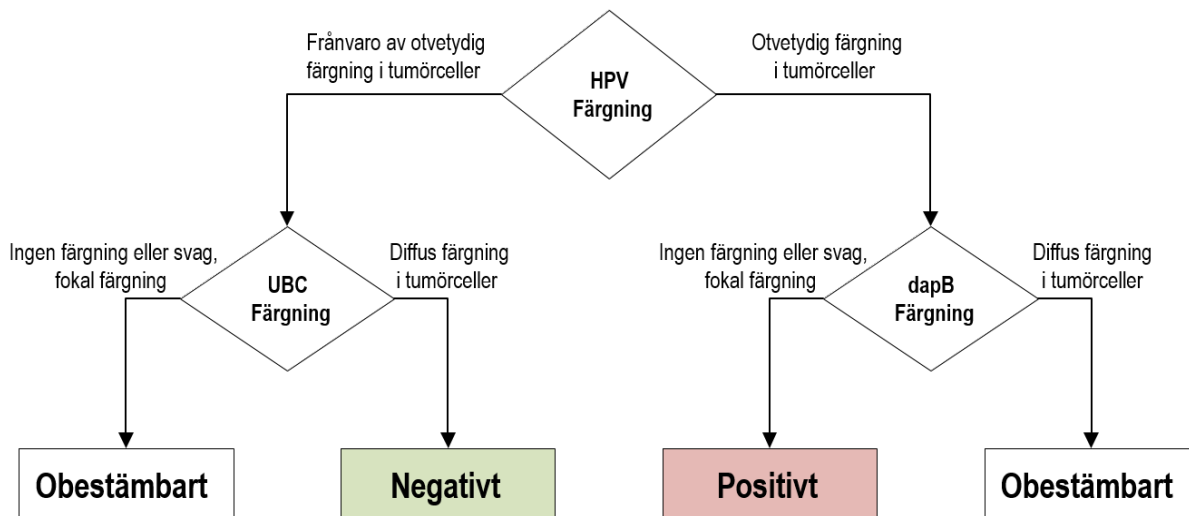 Frånvaro av otvetydig
färgning i tumörceller
Otvetydig färgning
i tumörceller
HPV
Färgning
Ingen färgning eller svag,
fokal färgning
Diffus färgning
i tumörceller
UBC
Färgning
Ingen färgning eller svag,
fokal färgning
Diffus färgning
i tumörceller
dapB
Färgning
Obestämbart
Negativt
Positivt
Obestämbart